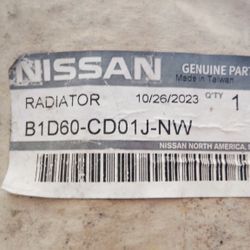 NISSAN
GENUINE PART
Made in Taiwan
RADIATOR 10/26/2023 Q'TY 1
B1D60-CD01J-NW
NISSAN NORTH AMERICA,